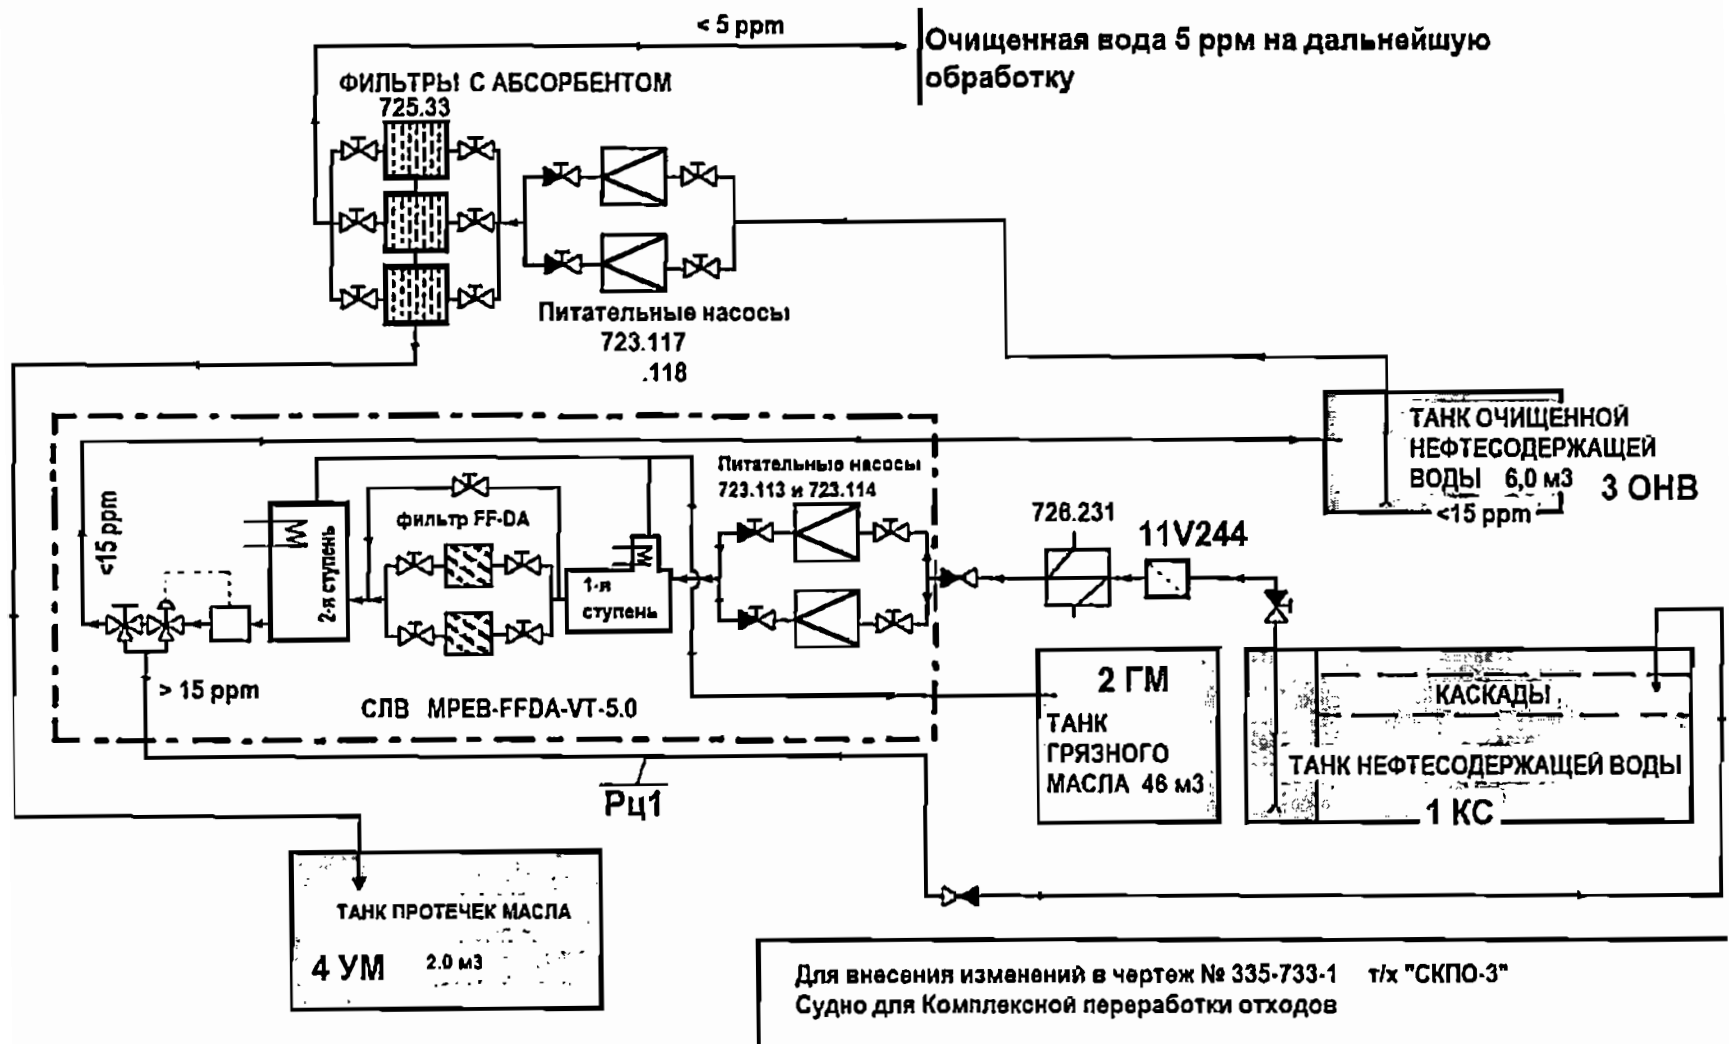 < 5 ppm
Очищенная вода 5 ррм на дальнейшую
обработку
ФИЛЬТРЫ С АБСОРБЕНТОМ
725.33
Питательные насосы
723.117
.118
ТАНК ОЧИЩЕННОЙ
НЕФТЕСОДЕРЖАЩЕЙ
ВОДЫ 6,0 м3
3 ОНВ
<15 ppm
Питательные насосы
723.113 и 723.114
726.231
11V244
<15 ppm
2-я ступень
фильтр FF-DA
1-я
ступень
> 15 ppm
СЛВ МРЕВ-FFDA-VT-5.0
2 ГМ
ТАНК
ГРЯЗНОГО
МАСЛА 46 м3
КАСКАДЫ
ТАНК НЕФТЕСОДЕРЖАЩЕЙ ВОДЫ
1 КС
Рц1
ТАНК ПРОТЕЧЕК МАСЛА
4 УМ 2.0 м3
Для внесения изменений в чертеж № 335-733-1 т/х "СКПО-3"
Судно для Комплексной переработки отходов